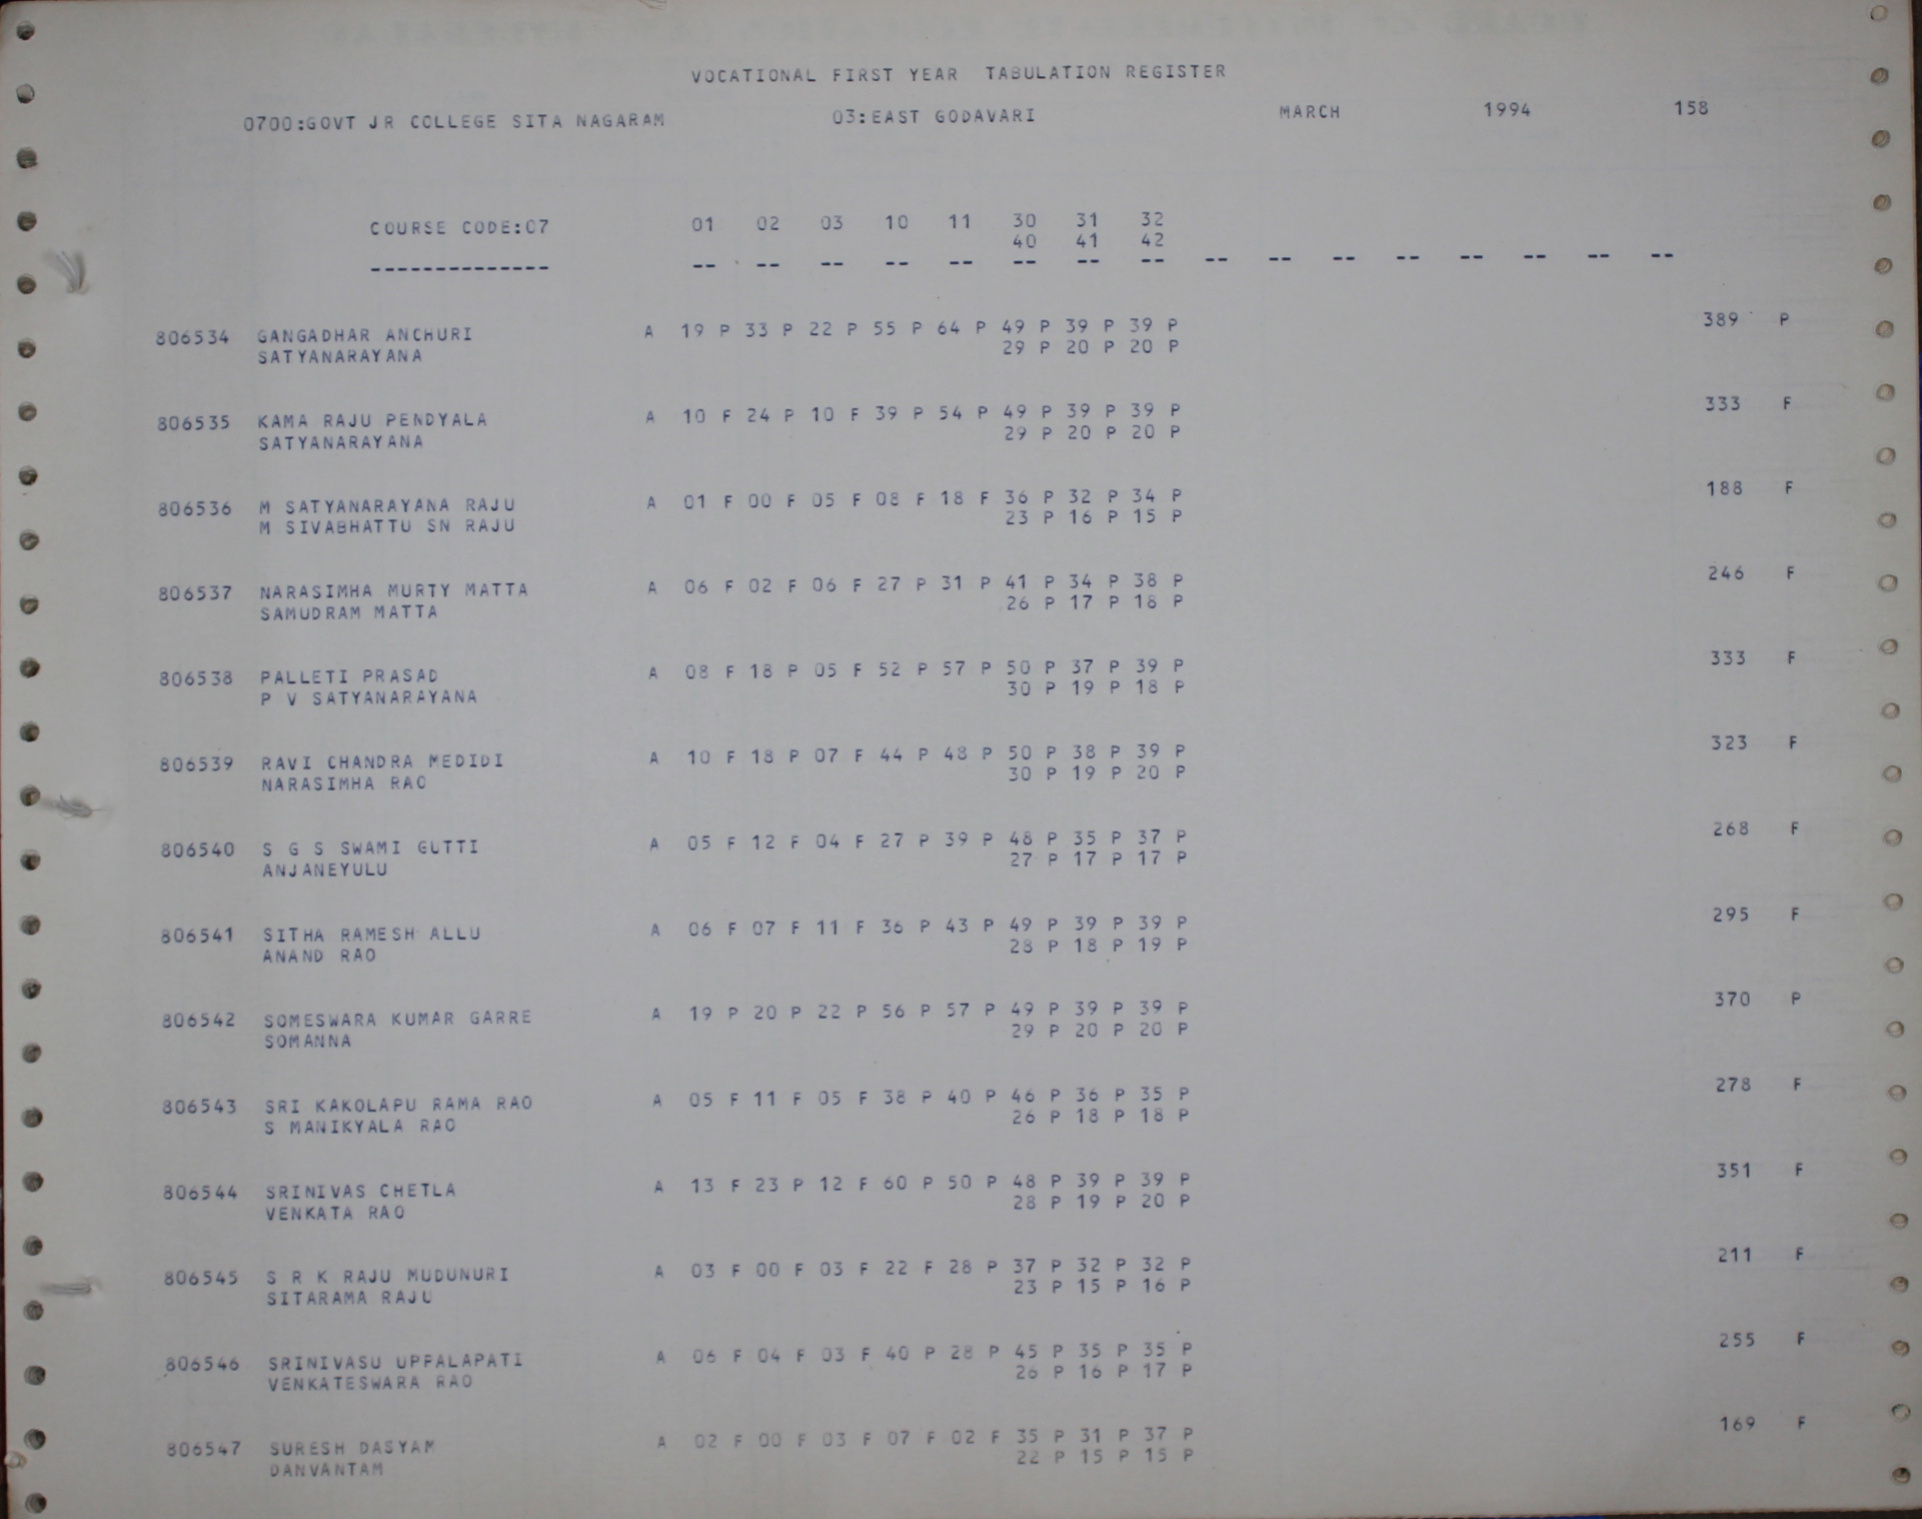 VOCATIONAL FIRST YEAR TABULATION REGISTER
0700:GOVT JR COLLEGE SITA NAGARAM 03:EAST GODAVARI MARCH 1994 158
COURSE CODE:07 01 02 03 10 11 30 31 32
40 41 42
-------------- -- -- -- -- -- -- -- -- -- -- -- -- -- -- -- --
806534 GANGADHAR ANCHURI A 19 P 33 P 22 P 55 P 64 P 49 P 39 P 39 P 389 P
SATYANARAYANA 29 P 20 P 20 P
806535 KAMA RAJU PENDYALA A 10 F 24 P 10 F 39 P 54 P 49 P 39 P 39 P 333 F
SATYANARAYANA 29 P 20 P 20 P
806536 M SATYANARAYANA RAJU A 01 F 00 F 05 F 08 F 18 F 36 P 32 P 34 P 188 F
M SIVABHATTU SN RAJU 23 P 16 P 15 P
806537 NARASIMHA MURTY MATTA A 06 F 02 F 06 F 27 P 31 P 41 P 34 P 38 P 246 F
SAMUDRAM MATTA 26 P 17 P 18 P
806538 PALLETI PRASAD A 08 F 18 P 05 F 52 P 57 P 50 P 37 P 39 P 333 F
P V SATYANARAYANA 30 P 19 P 18 P
806539 RAVI CHANDRA MEDIDI A 10 F 18 P 07 F 44 P 48 P 50 P 38 P 39 P 323 F
NARASIMHA RAO 30 P 19 P 20 P
806540 S G S SWAMI GUTTI A 05 F 12 F 04 F 27 P 39 P 48 P 35 P 37 P 268 F
ANJANEYULU 27 P 17 P 17 P
806541 SITHA RAMESH ALLU A 06 F 07 F 11 F 36 P 43 P 49 P 39 P 39 P 295 F
ANAND RAO 28 P 18 P 19 P
806542 SOMESWARA KUMAR GARRE A 19 P 20 P 22 P 56 P 57 P 49 P 39 P 39 P 370 P
SOMANNA 29 P 20 P 20 P
806543 SRI KAKOLAPU RAMA RAO A 05 F 11 F 05 F 38 P 40 P 46 P 36 P 35 P 278 F
S MANIKYALA RAO 26 P 18 P 18 P
806544 SRINIVAS CHETLA A 13 F 23 P 12 F 60 P 50 P 48 P 39 P 39 P 351 F
VENKATA RAO 28 P 19 P 20 P
806545 S R K RAJU MUDUNURI A 03 F 00 F 03 F 22 F 28 P 37 P 32 P 32 P 211 F
SITARAMA RAJU 23 P 15 P 16 P
806546 SRINIVASU UPPALAPATI A 06 F 04 F 03 F 40 P 28 P 45 P 35 P 35 P 255 F
VENKATESWARA RAO 26 P 16 P 17 P
806547 SURESH DASYAM A 02 F 00 F 03 F 07 F 02 F 35 P 31 P 37 P 169 F
DANVANTAM 22 P 15 P 15 P